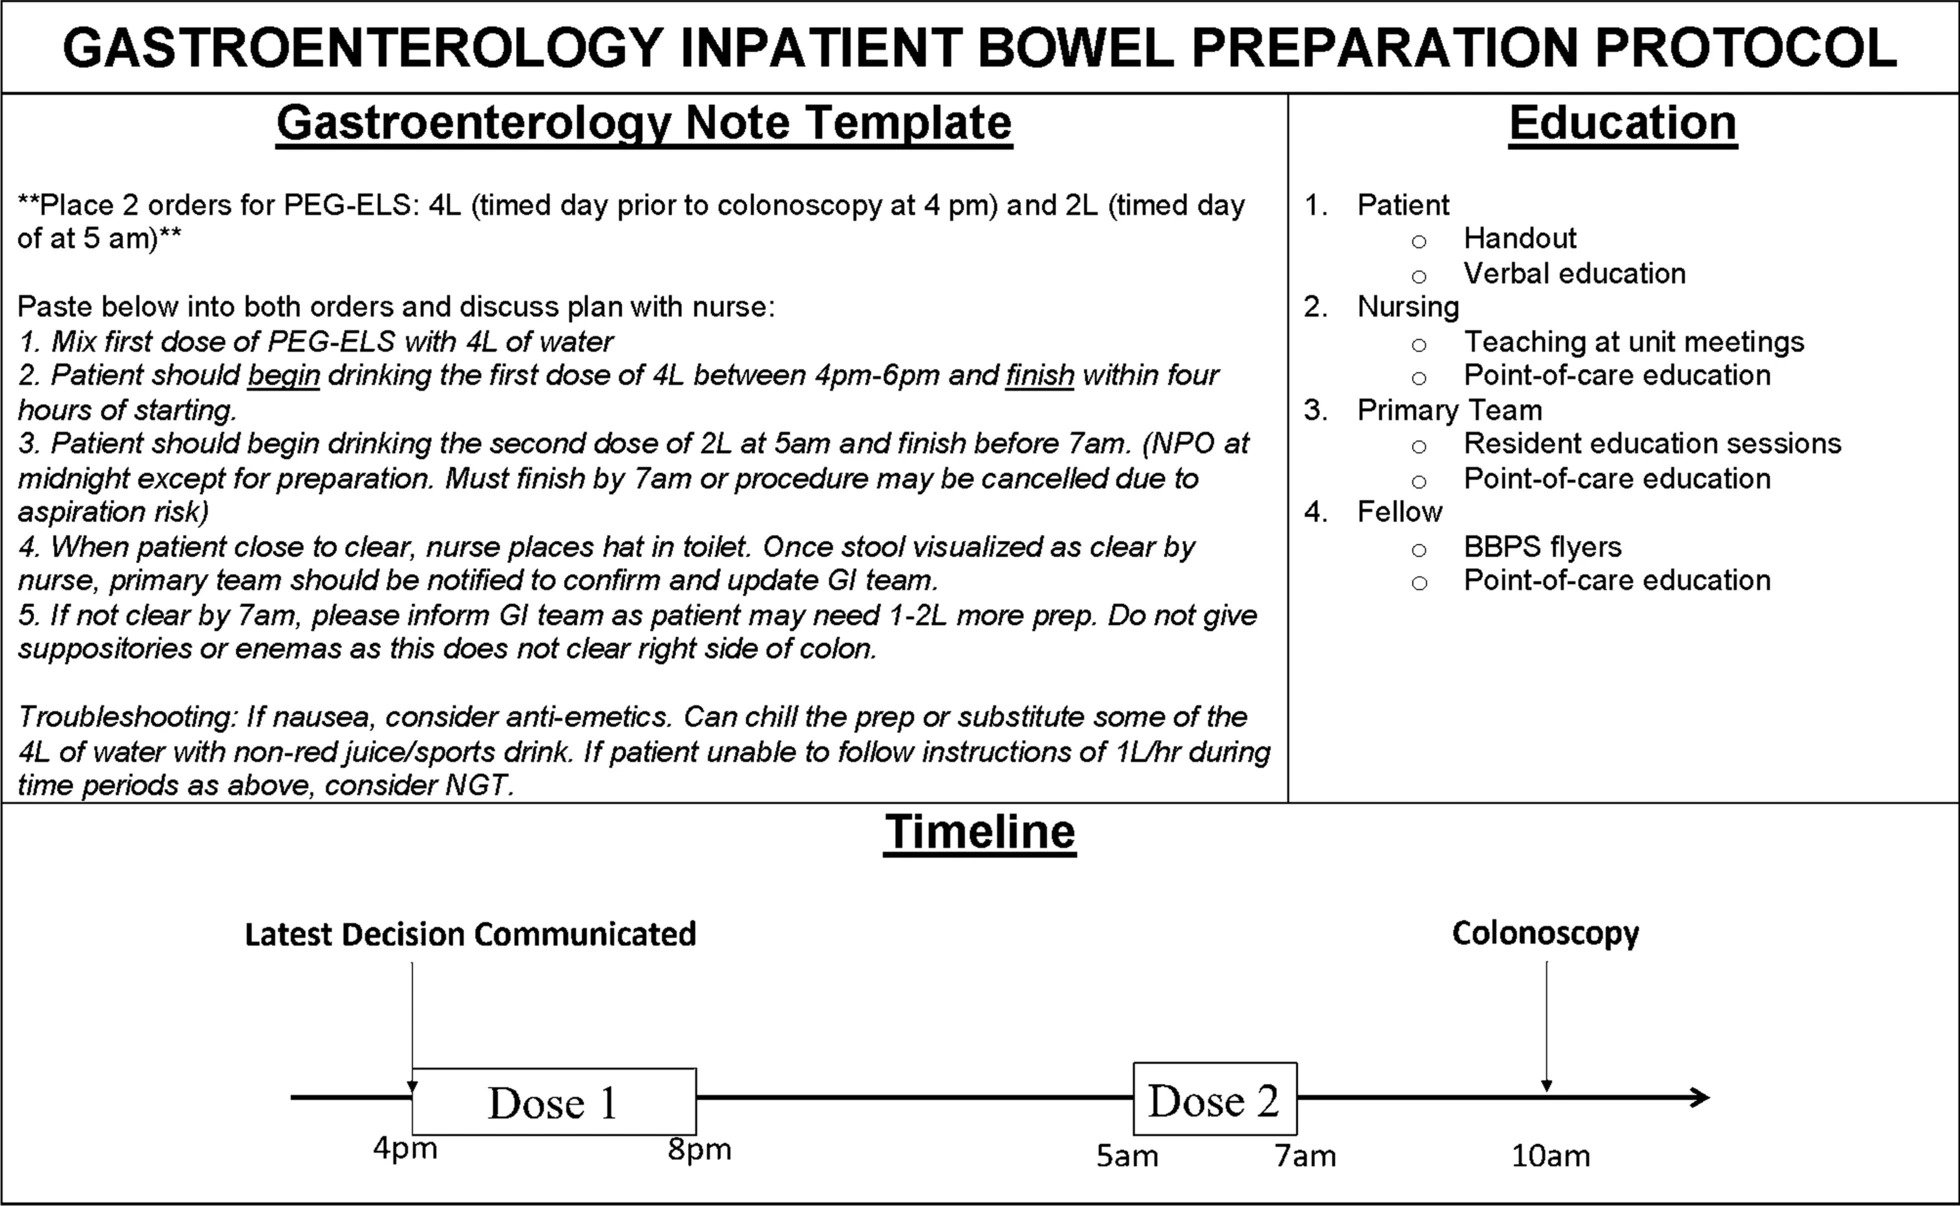 GASTROENTEROLOGY INPATIENT BOWEL PREPARATION PROTOCOL
Gastroenterology Note Template
**Place 2 orders for PEG-ELS: 4L (timed day prior to colonoscopy at 4 pm) and 2L (timed day
of at 5 am)**
Paste below into both orders and discuss plan with nurse:
1. Mix first dose of PEG-ELS with 4L of water
2. Patient should begin drinking the first dose of 4L between 4pm-6pm and finish within four
hours of starting.
3. Patient should begin drinking the second dose of 2L at 5am and finish before 7am. (NPO at
midnight except for preparation. Must finish by 7am or procedure may be cancelled due to
aspiration risk)
4. When patient close to clear, nurse places hat in toilet. Once stool visualized as clear by
nurse, primary team should be notified to confirm and update GI team.
5. If not clear by 7am, please inform GI team as patient may need 1-2L more prep. Do not give
suppositories or enemas as this does not clear right side of colon.
Troubleshooting: If nausea, consider anti-emetics. Can chill the prep or substitute some of the
4L of water with non-red juice/sports drink. If patient unable to follow instructions of 1L/hr during
time periods as above, consider NGT.
Education
1. Patient
o Handout
o Verbal education
2. Nursing
o Teaching at unit meetings
o Point-of-care education
3. Primary Team
o Resident education sessions
o Point-of-care education
4. Fellow
o BBPS flyers
o Point-of-care education
Timeline
Latest Decision Communicated
Colonoscopy
Dose 1
Dose 2
4pm
8pm
5am
7am
10am